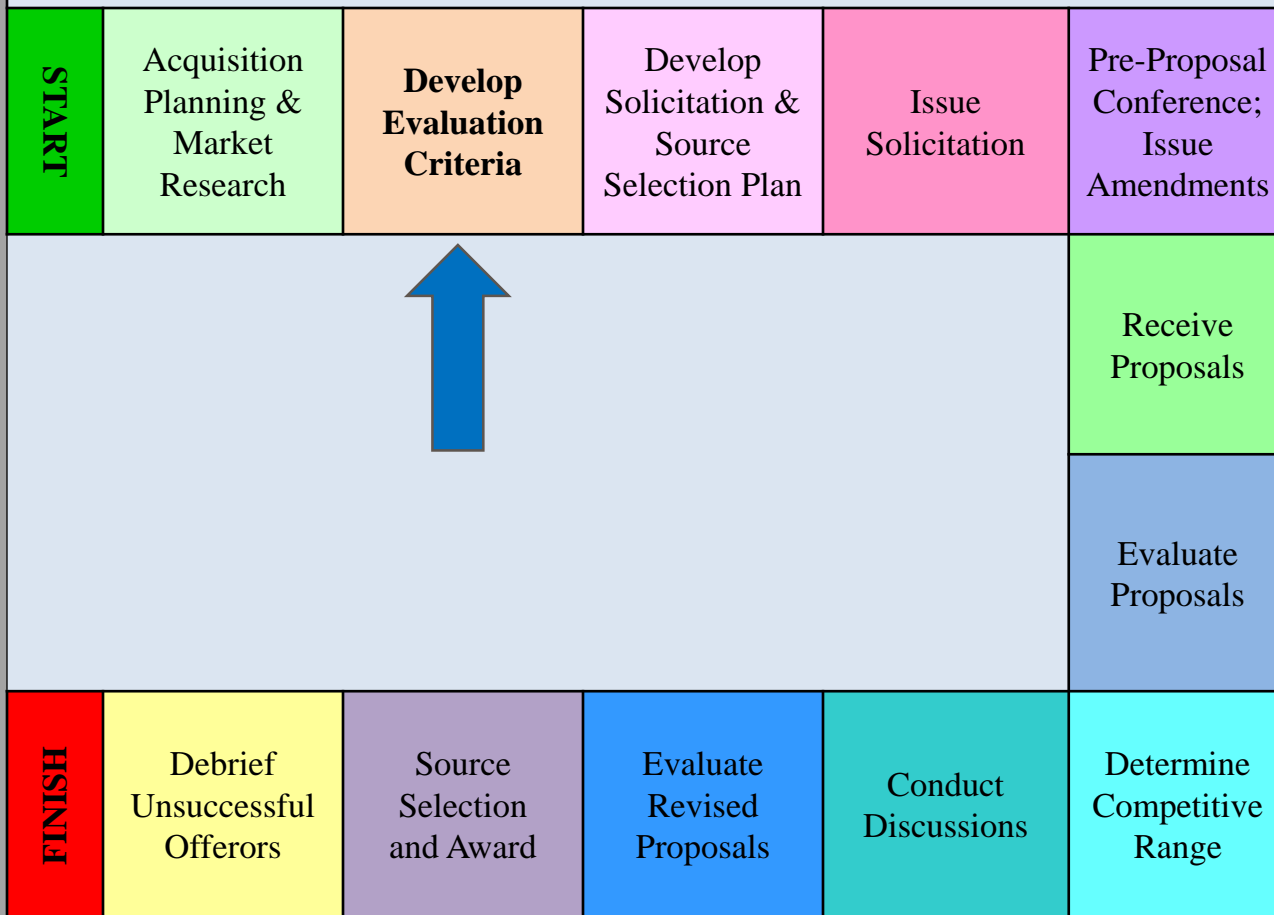 START
Acquisition
Planning &
Market
Research
Develop
Evaluation
Criteria
Develop
Solicitation &
Source
Selection Plan
Issue
Solicitation
Pre-Proposal
Conference;
Issue
Amendments
Receive
Proposals
Evaluate
Proposals
FINISH
Debrief
Unsuccessful
Offerors
Source
Selection
and Award
Evaluate
Revised
Proposals
Conduct
Discussions
Determine
Competitive
Range